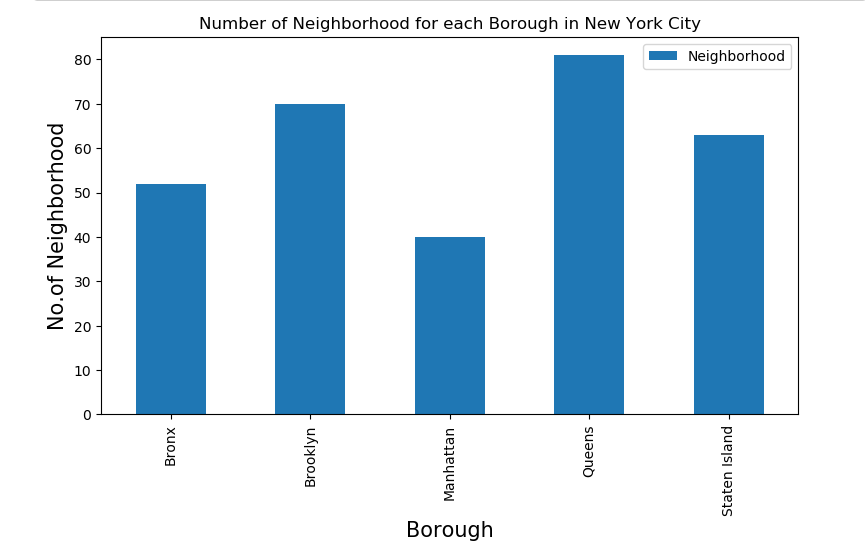 Number of Neighborhood for each Borough in New York City
Neighborhood
No.of Neighborhood
80
70
60
50
40
30
20
10
0
Bronx
Brooklyn
Manhattan
Queens
Staten Island
Borough